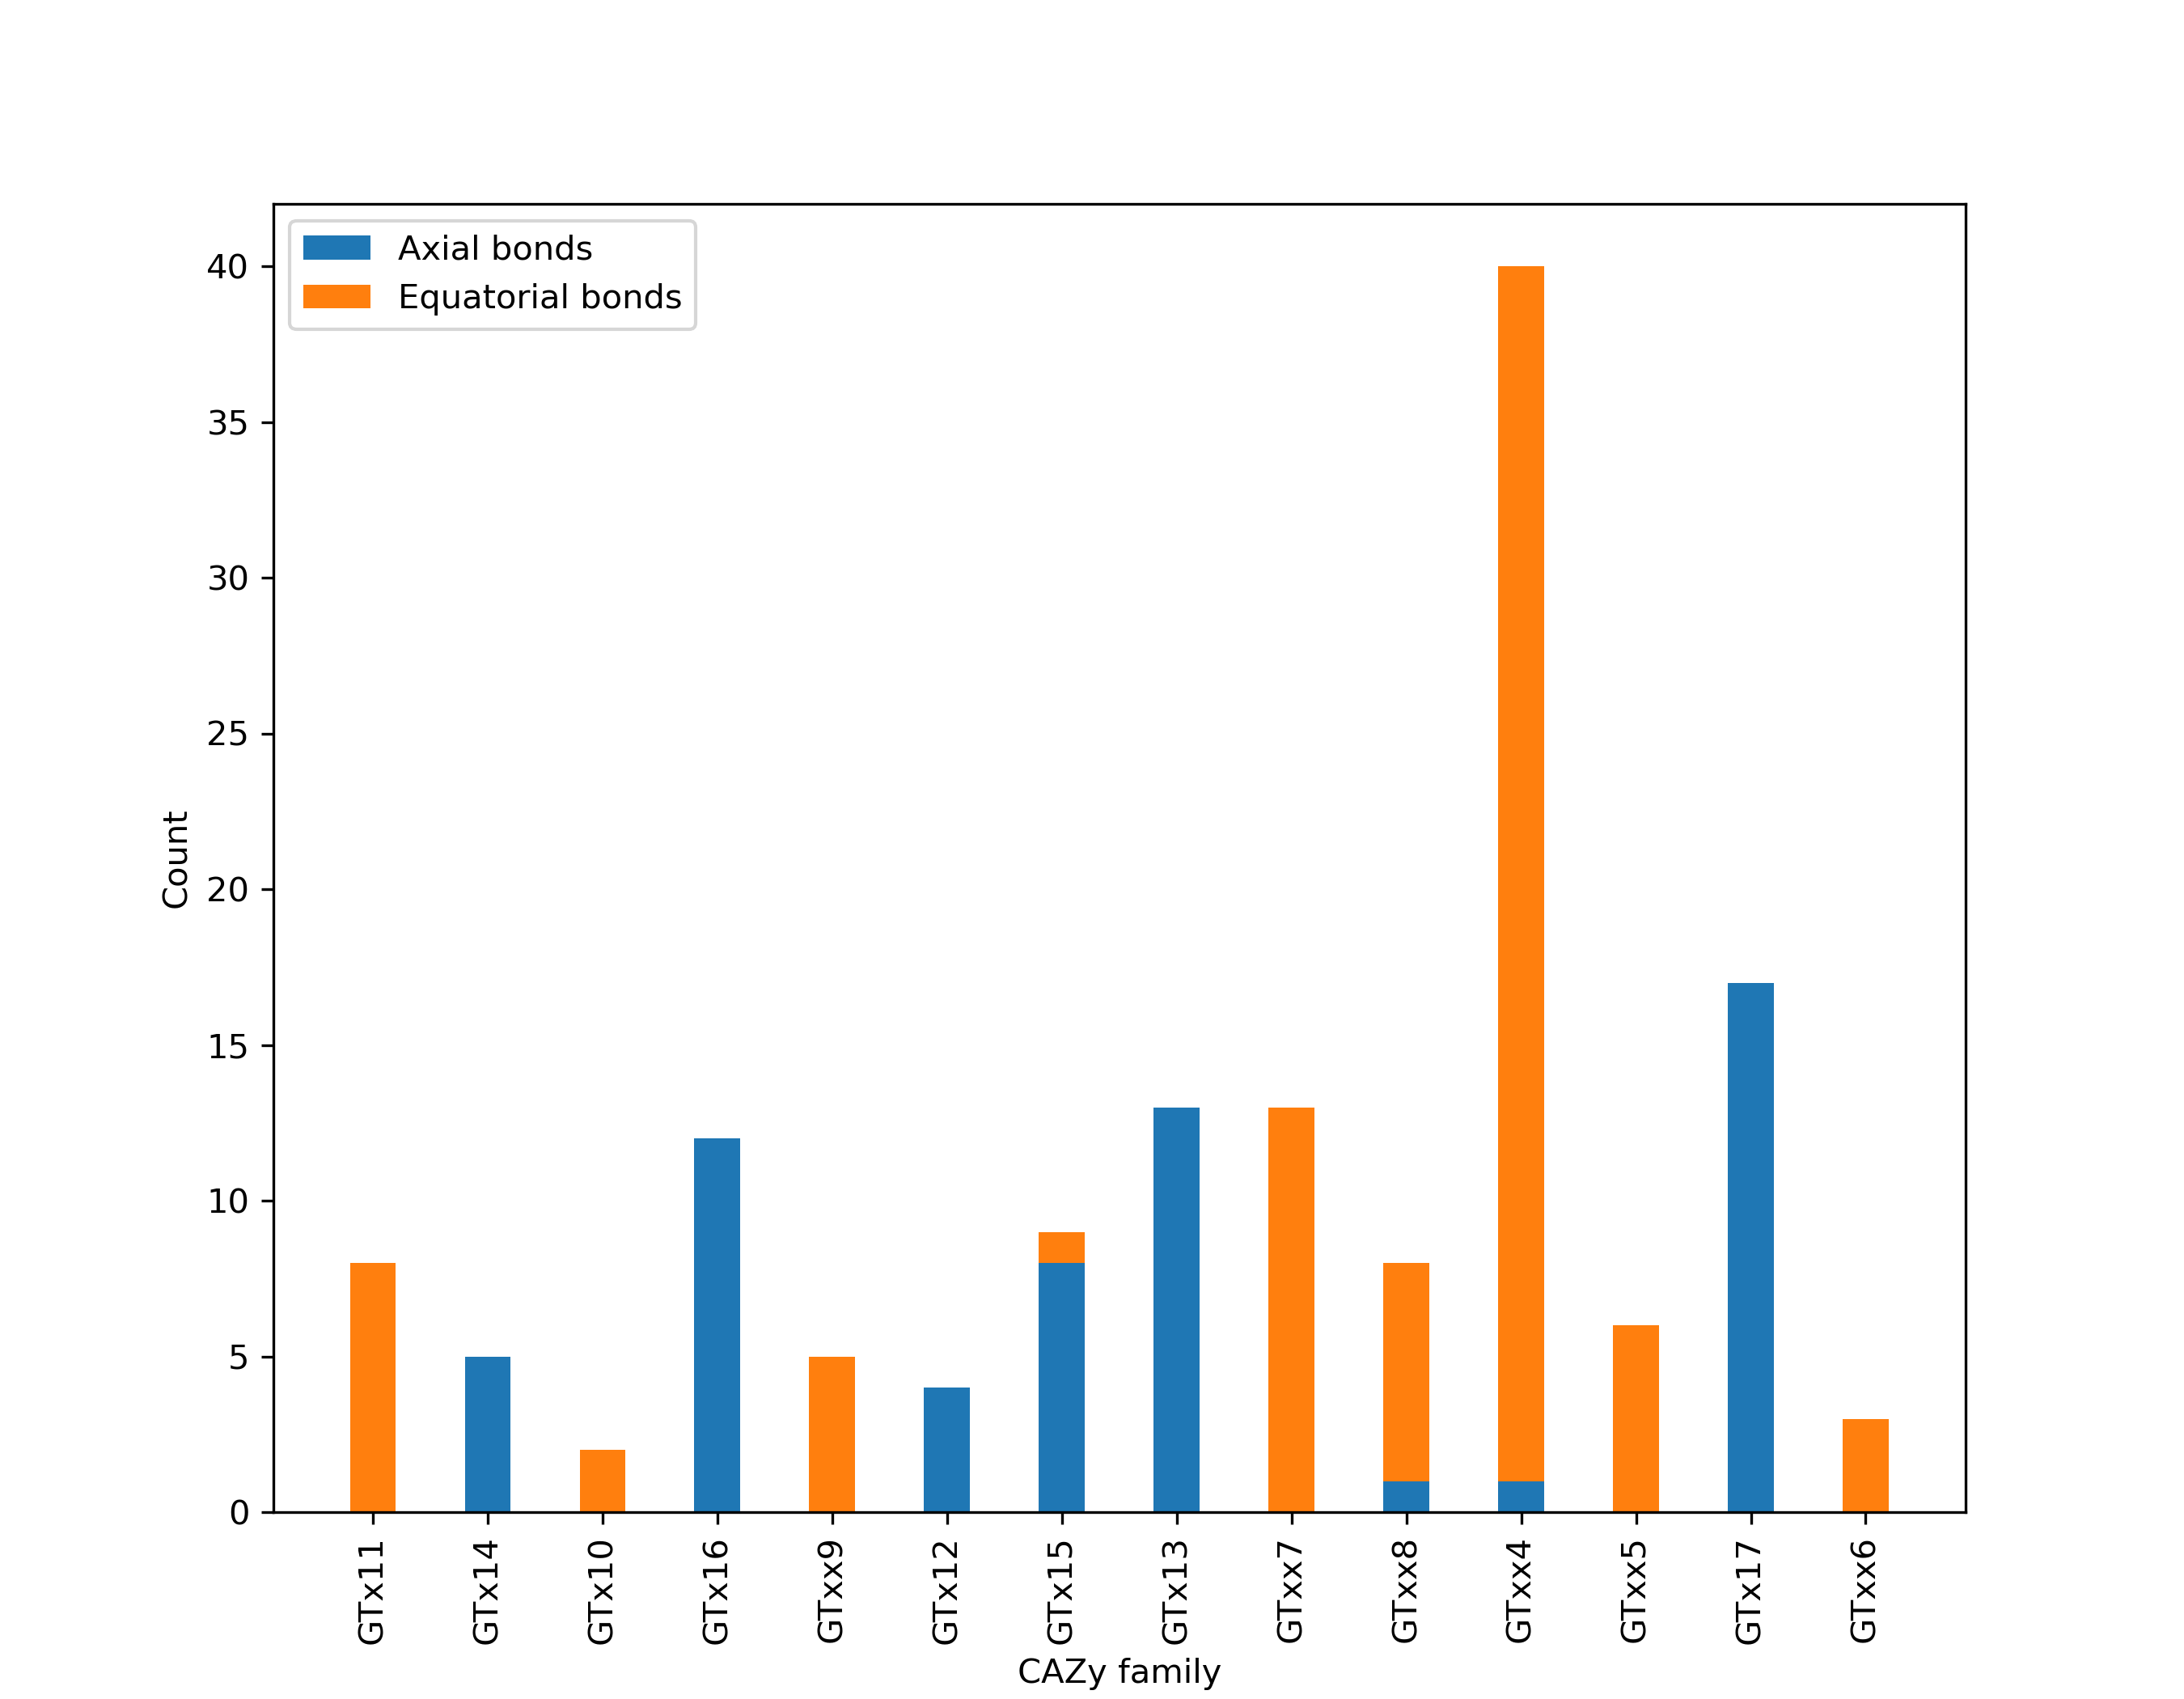 Axial bonds
Equatorial bonds
40
35
30
25
20
15
10
5
0
Count
GTx11
GTx14
GTx10
GTx16
GTxx9
GTx12
GTx15
GTx13
GTxx7
GTxx8
GTxx4
GTxx5
GTx17
GTxx6
CAZy family